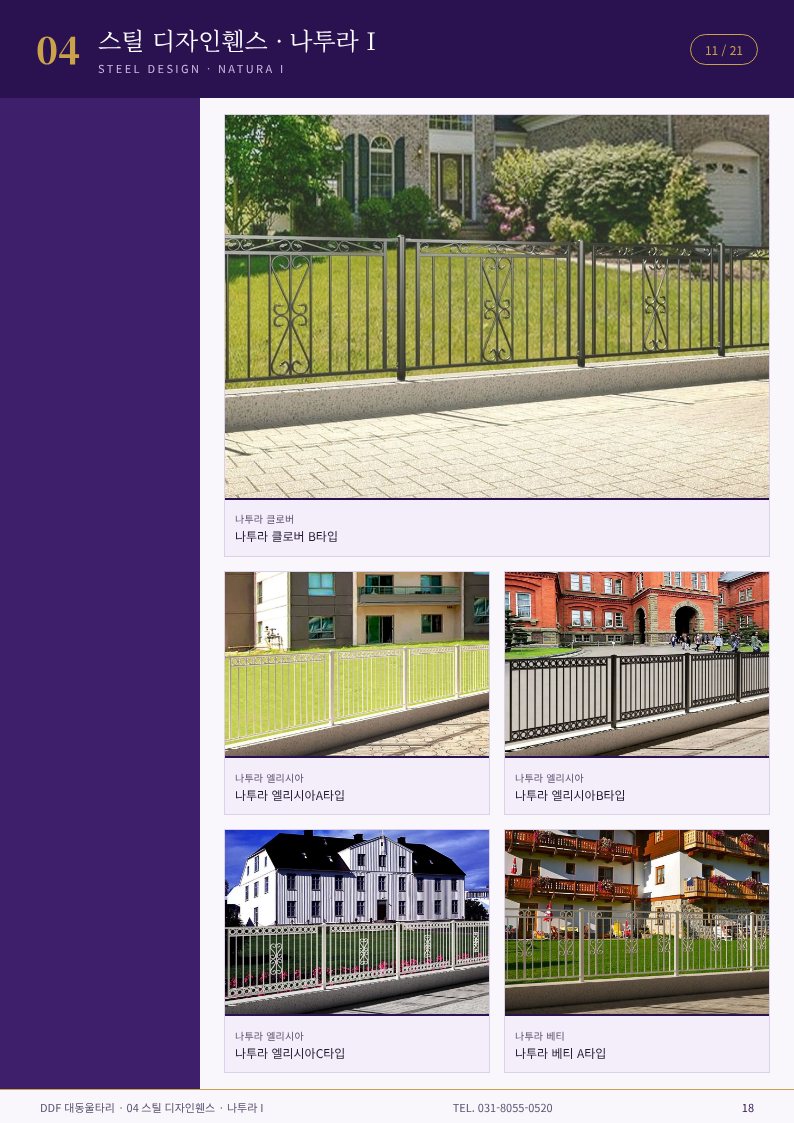 04
스틸 디자인휀스 · 나투라 I
STEEL DESIGN · NATURA I
11 / 21
나투라 클로버
나투라 클로버 B타입
나투라 엘리시아
나투라 엘리시아A타입
나투라 엘리시아
나투라 엘리시아B타입
나투라 엘리시아
나투라 엘리시아C타입
나투라 베티
나투라 베티 A타입
DDF 대동울타리 · 04 스틸 디자인휀스 · 나투라 I
TEL. 031-8055-0520
18